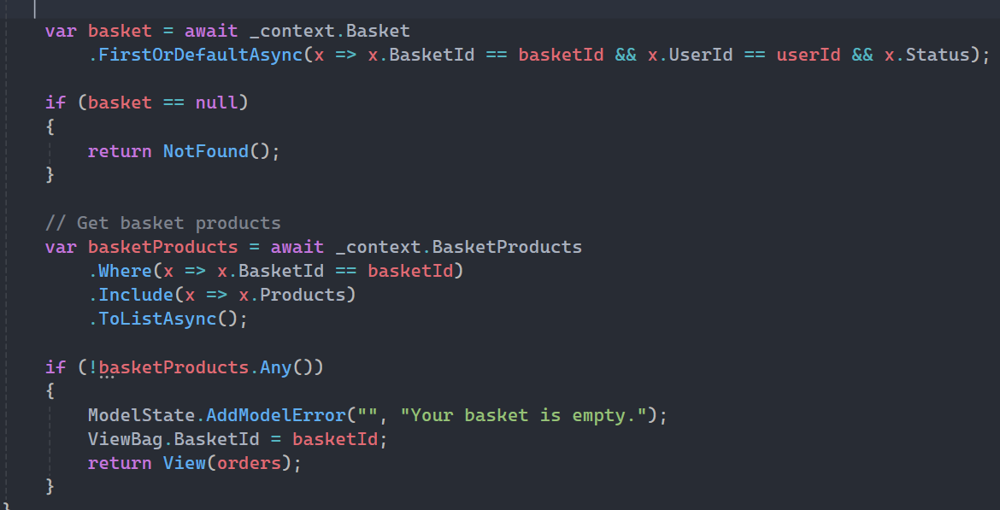 var basket = await _context.Basket
.FirstOrDefaultAsync(x => x.BasketId == basketId && x.UserId == userId && x.Status);
if (basket == null)
{
return NotFound();
}
// Get basket products
var basketProducts = await _context.BasketProducts
.Where(x => x.BasketId == basketId)
.Include(x => x.Products)
.ToListAsync();
if (!basketProducts.Any())
{
ModelState.AddModelError("", "Your basket is empty.");
ViewBag.BasketId = basketId;
return View(orders);
}
}